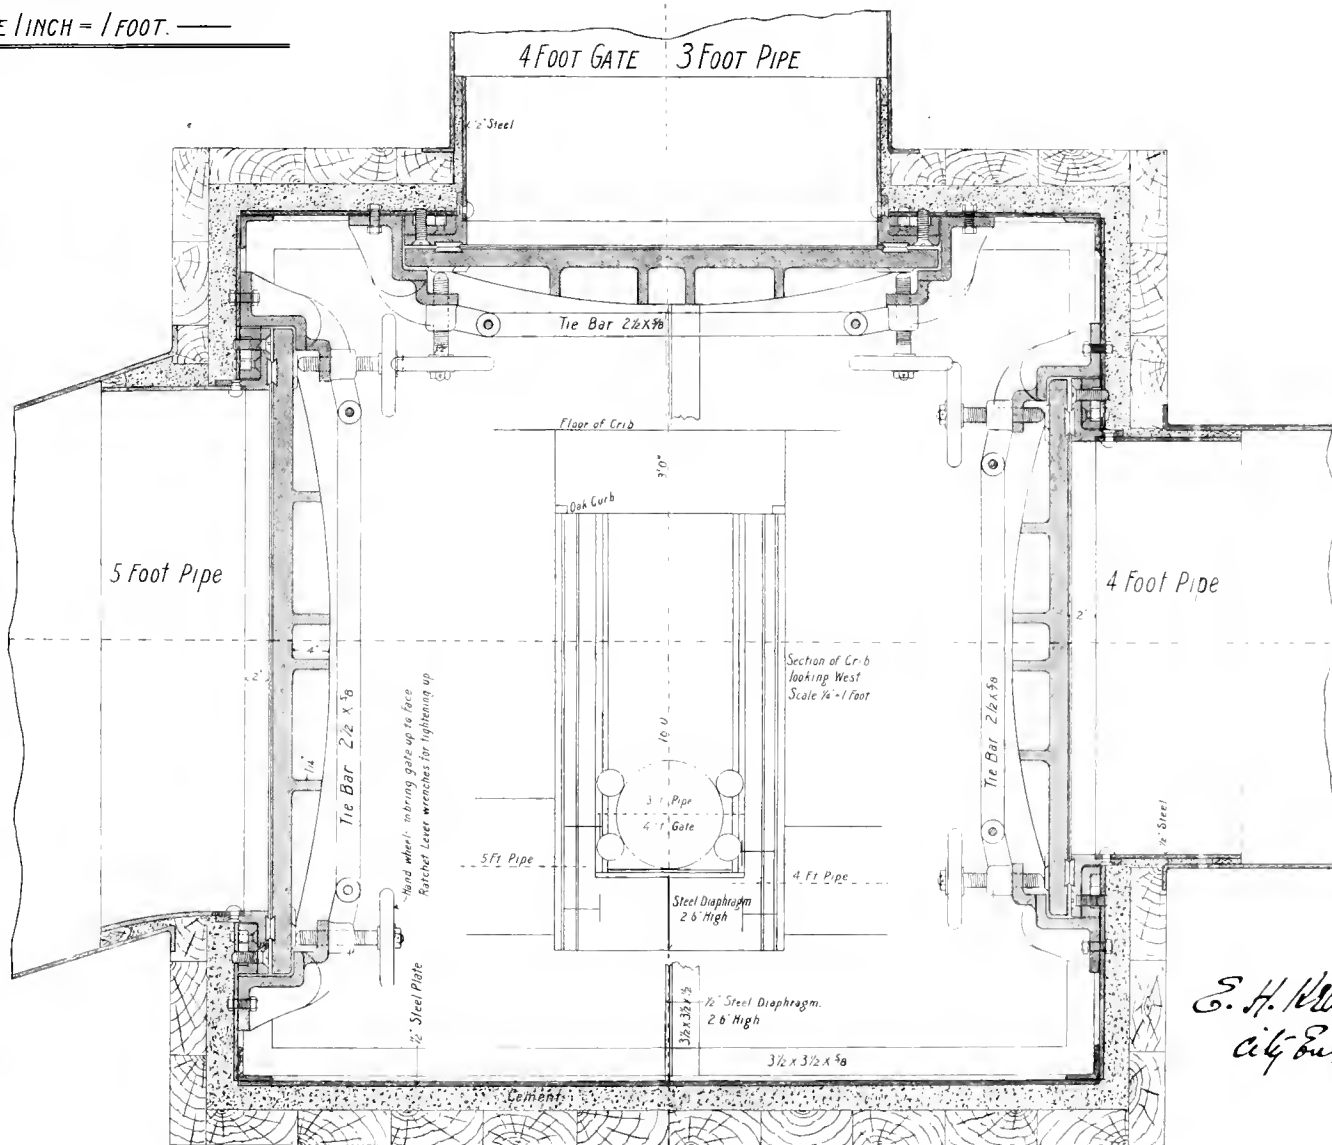 E 1 INCH = 1 FOOT.
4 FOOT GATE 3 FOOT PIPE
½" Steel
Tie Bar 2½ X ⅝
Floor of Crib
3'0"
Oak Curb
5 Foot Pipe
4 Foot Pipe
2"
4"
2"
1¼"
Section of Crib
looking West
Scale ¼" = 1 Foot
Tie Bar 2½ X ⅝
Tie Bar 2½ X ⅝
Hand wheel to bring gate up to face
Ratchet Lever wrenches for tightening up
10 0
3 ft Pipe
4 ft Gate
5 Ft Pipe
4 Ft Pipe
Steel Diaphragm
2 6" High
½" Steel
½" Steel Plate
3½ x 3½ x ½
½" Steel Diaphragm.
2 6" High
3½ x 3½ x ⅝
Cement
E. H.
City